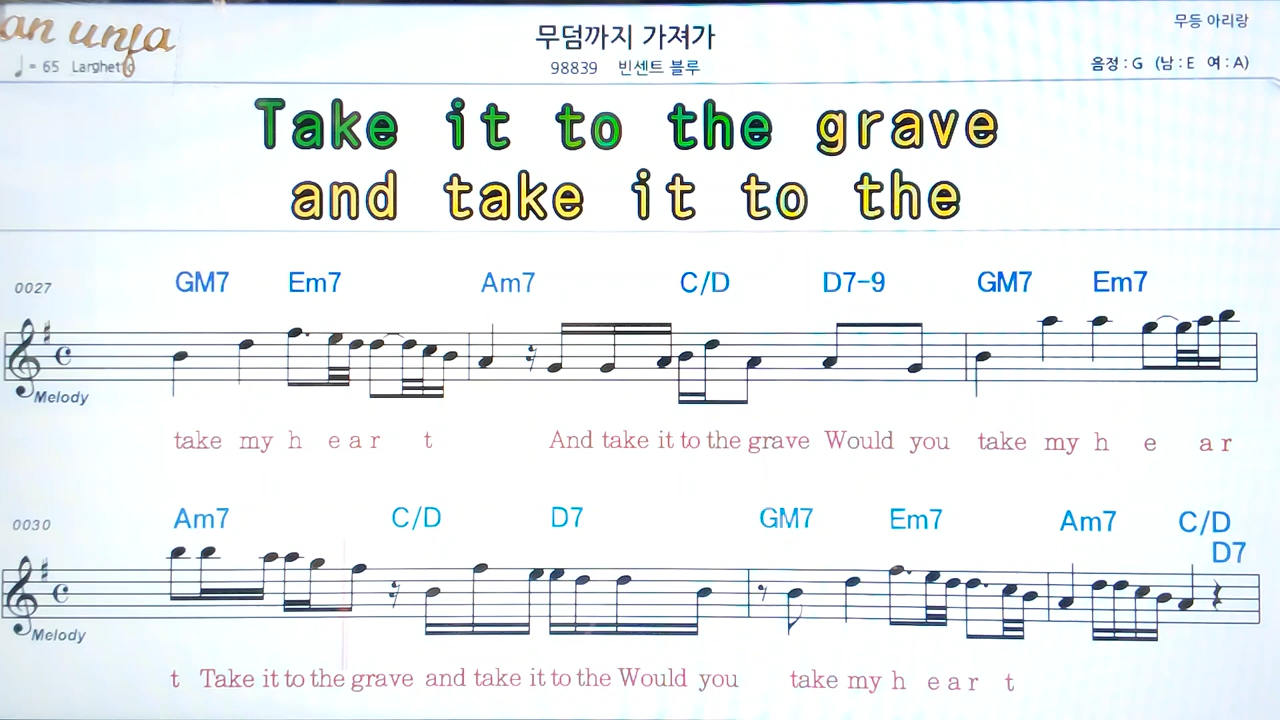 an unfa
무덤까지 가져가
무등 아리랑
♩ = 65 Larghetto
98839 빈센트 블루
음정 : G (남 : E 여 : A)
Take it to the grave
and take it to the
0027 GM7 Em7 Am7 C/D D7-9 GM7 Em7
Melody
take my h e a r t And take it to the grave Would you take my h e a r
0030 Am7 C/D D7 GM7 Em7 Am7 C/D
D7
Melody
t Take it to the grave and take it to the Would you take my h e a r t